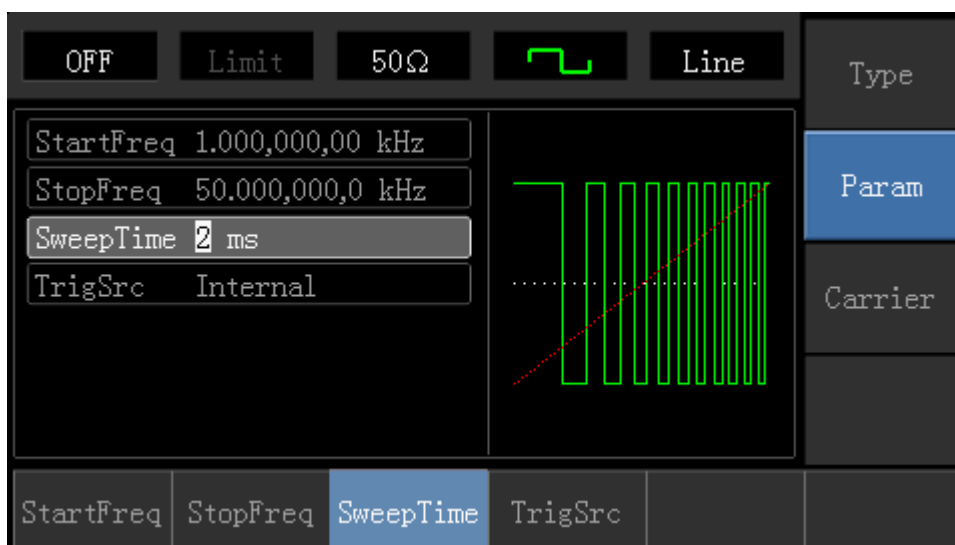 OFF Limit 50Ω Line
Type
StartFreq 1.000,000,00 kHz
StopFreq 50.000,000,0 kHz
Param
SweepTime 2 ms
TrigSrc Internal
Carrier
StartFreq StopFreq SweepTime TrigSrc